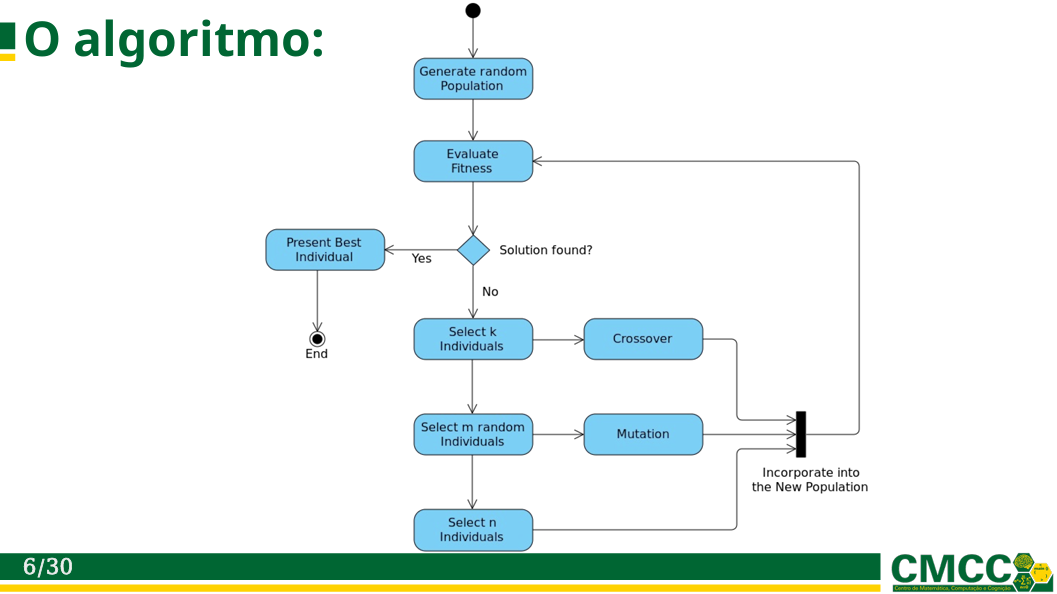 O algoritmo:
Generate random
Population
Evaluate
Fitness
Present Best
Individual
Yes
Solution found?
No
End
Select k
Individuals
Crossover
Select m random
Individuals
Mutation
Incorporate into
the New Population
Select n
Individuals
6/30
CMCC
Centro de Matemática, Computação e Cognição